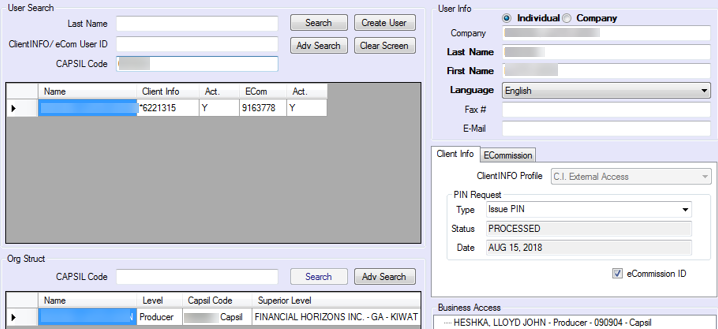 User Search
Last Name
Search
Create User
ClientINFO/ eCom User ID
Adv Search
Clear Screen
CAPSIL Code
Name Client Info Act. ECom Act.
*6221315 Y 9163778 Y
Org Struct
CAPSIL Code
Search
Adv Search
Name Level Capsil Code Superior Level
Producer Capsil FINANCIAL HORIZONS INC. - GA - KIWAT
User Info
Individual Company
Company
Last Name
First Name
Language English
Fax #
E-Mail
Client Info ECommission
ClientINFO Profile C.I. External Access
PIN Request
Type Issue PIN
Status PROCESSED
Date AUG 15, 2018
eCommission ID
Business Access
HESHKA, LLOYD JOHN - Producer - 090904 - Capsil